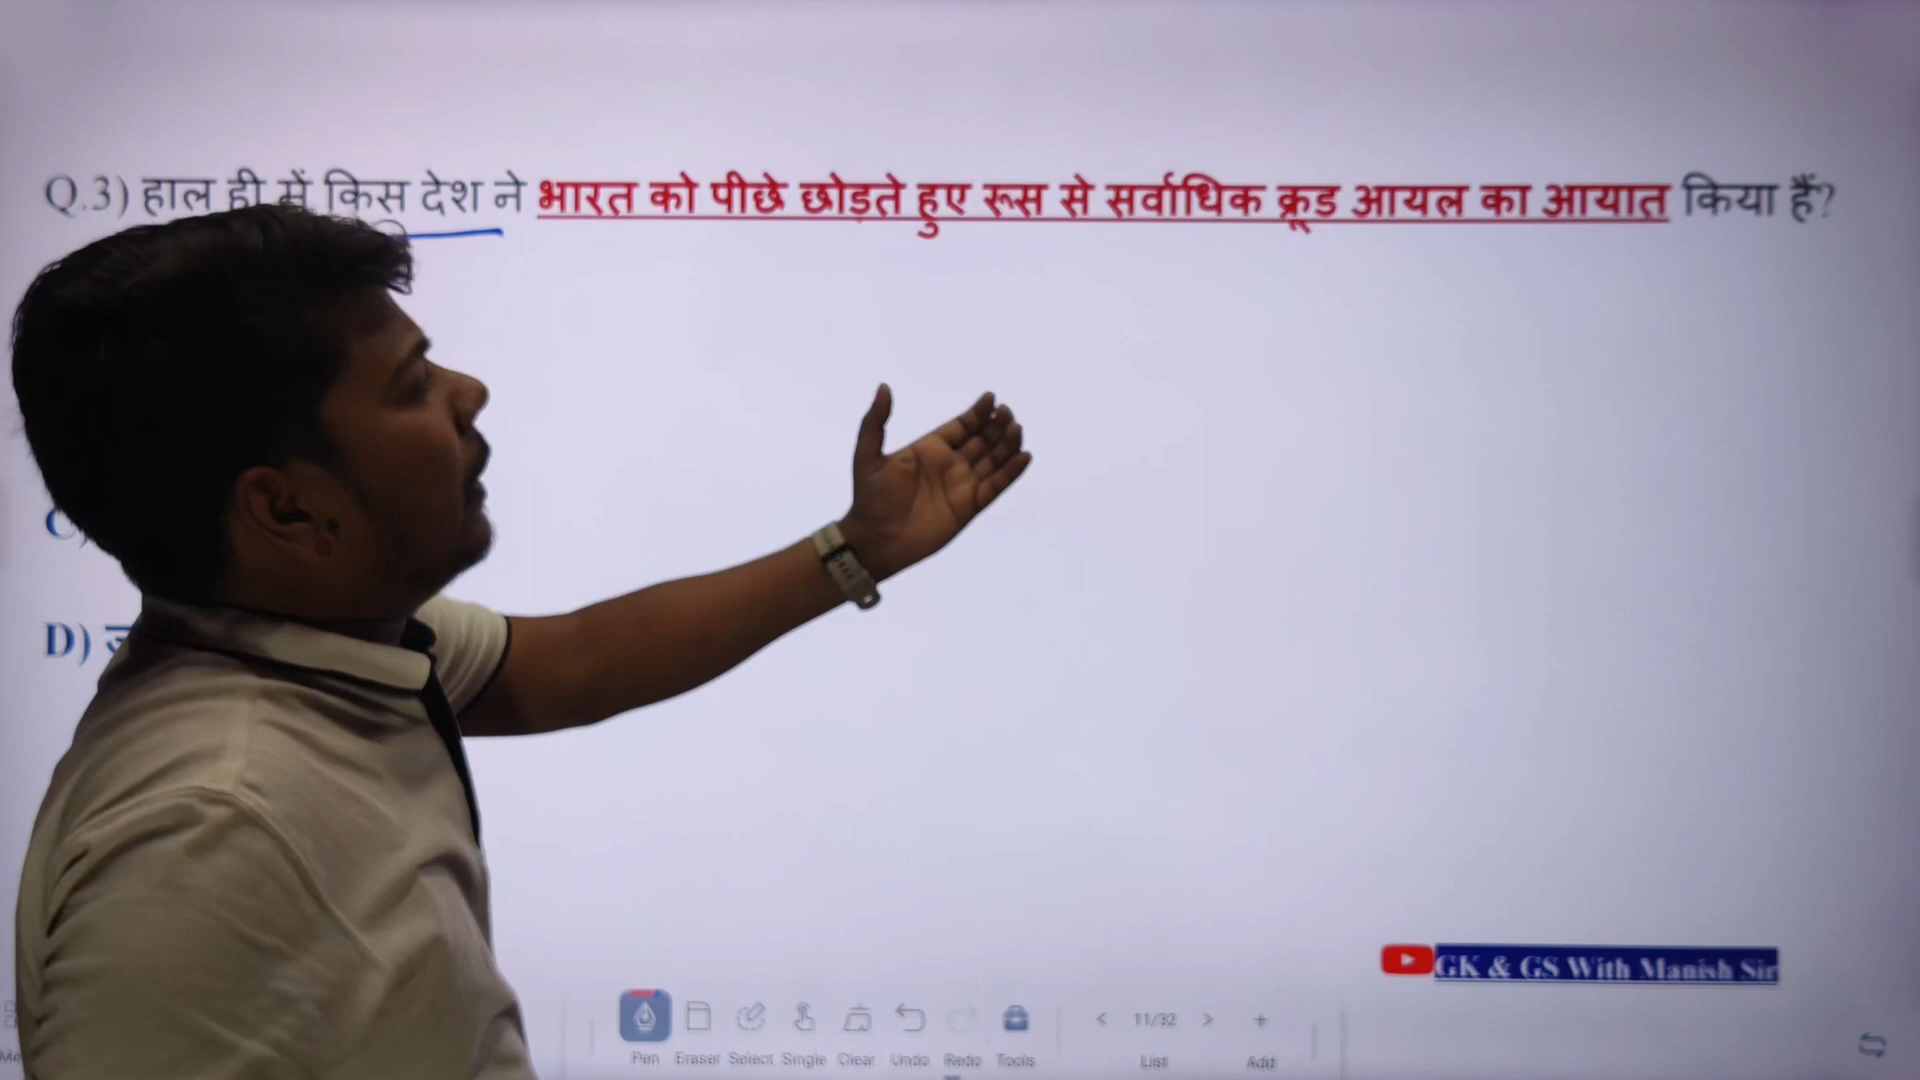 Q.3) हाल ही में किस देश ने भारत को पीछे छोड़ते हुए रूस से सर्वाधिक क्रूड आयल का आयात किया हैं?
C)
D)
GK & GS With Manish Sir
Pen Eraser Select Single Clear Undo Redo Tools
< 11/32 > +
List Add